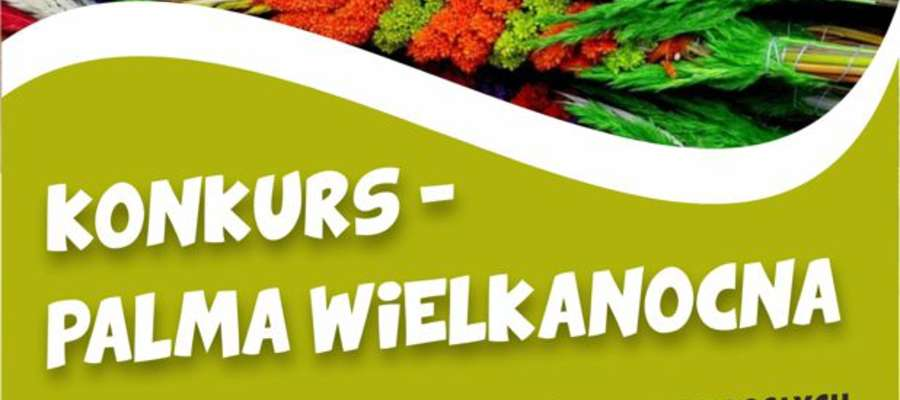 KONKURS -
PALMA WiELKANOCNA